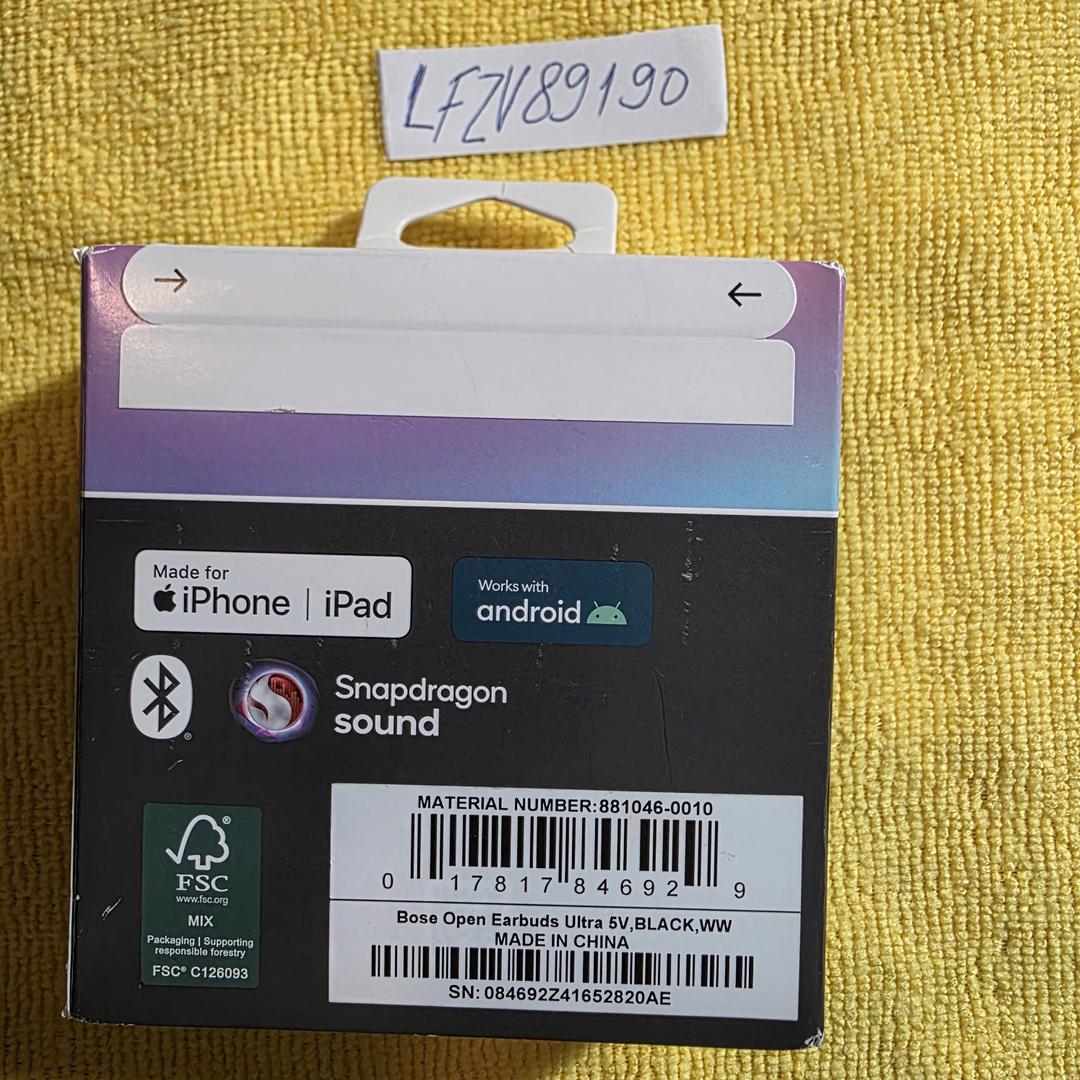 LFZV89190
→ ←
Made for
iPhone | iPad
Works with
android
Snapdragon
sound
MATERIAL NUMBER:881046-0010
0 17817 84692 9
Bose Open Earbuds Ultra 5V,BLACK,WW
MADE IN CHINA
SN: 084692Z41652820AE
FSC®
www.fsc.org
MIX
Packaging | Supporting
responsible forestry
FSC® C126093